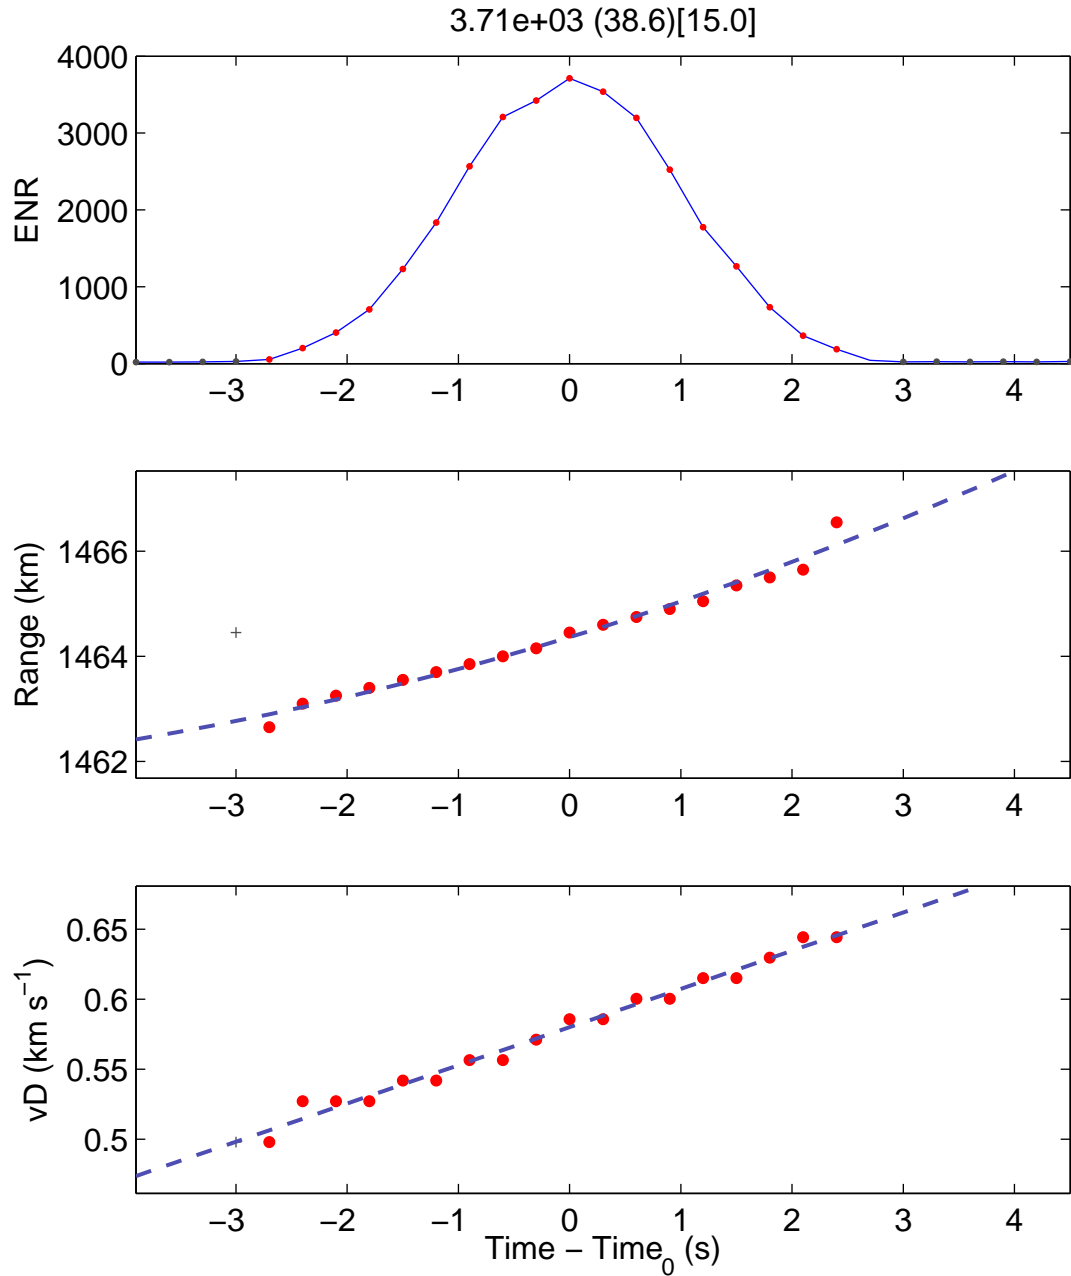 3.71e+03 (38.6)[15.0]
4000
3000
2000
1000
0
ENR
−3 −2 −1 0 1 2 3 4
1466
1464
1462
Range (km)
−3 −2 −1 0 1 2 3 4
0.65
0.6
0.55
0.5
vD (km s⁻¹)
−3 −2 −1 0 1 2 3 4
Time − Time₀ (s)